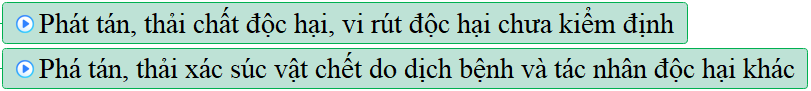 Phát tán, thải chất độc hại, vi rút độc hại chưa kiểm định
Phá tán, thải xác súc vật chết do dịch bệnh và tác nhân độc hại khác